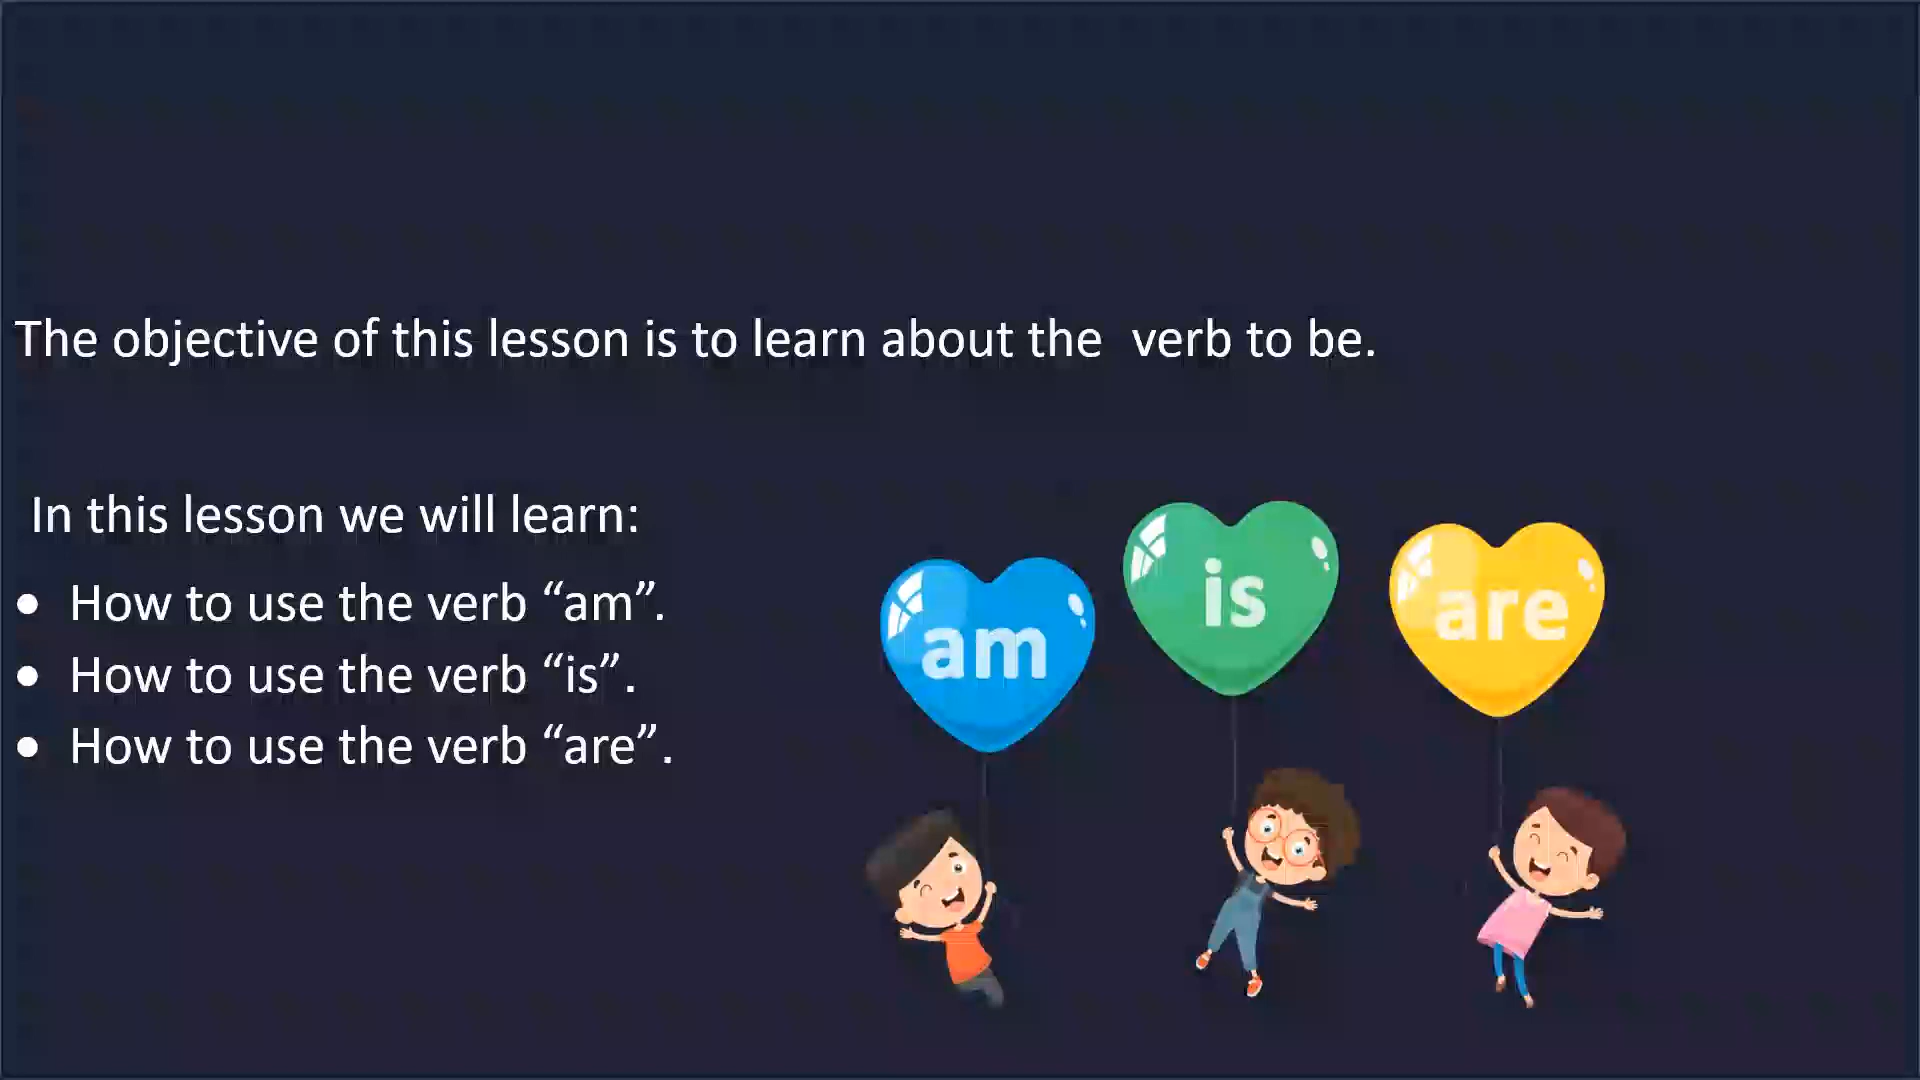 The objective of this lesson is to learn about the  verb to be.
In this lesson we will learn:
• How to use the verb “am”.
• How to use the verb “is”.
• How to use the verb “are”.
am
is
are